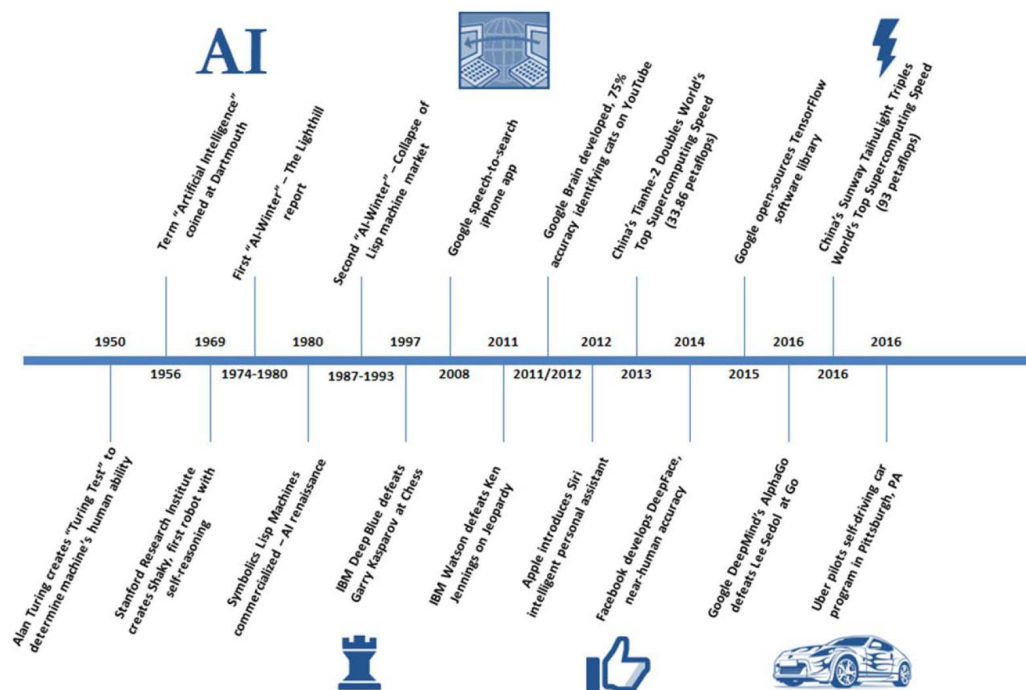 AI
Term “Artificial Intelligence”
coined at Dartmouth
First “AI-Winter” – The Lighthill
report
Second “AI-Winter” – Collapse of
Lisp machine market
Google speech-to-search
iPhone app
Google Brain developed, 75%
accuracy identifying cats on YouTube
China’s Tianhe-2 Doubles World’s
Top Supercomputing Speed
(33.86 petaflops)
Google open-sources TensorFlow
software library
China’s Sunway TaihuLight Triples
World’s Top Supercomputing Speed
(93 petaflops)
1950 1969 1980 1997 2011 2012 2014 2016 2016
1956 1974-1980 1987-1993 2008 2011/2012 2013 2015 2016
Alan Turing creates “Turing Test” to
determine machine’s human ability
Stanford Research Institute
creates Shaky, first robot with
self-reasoning
Symbolics Lisp Machines
commercialized – AI renaissance
IBM Deep Blue defeats
Garry Kasparov at Chess
IBM Watson defeats Ken
Jennings on Jeopardy
Apple introduces Siri
intelligent personal assistant
Facebook develops DeepFace,
near-human accuracy
Google DeepMind’s AlphaGo
defeats Lee Sedol at Go
Uber pilots self-driving car
program in Pittsburgh, PA